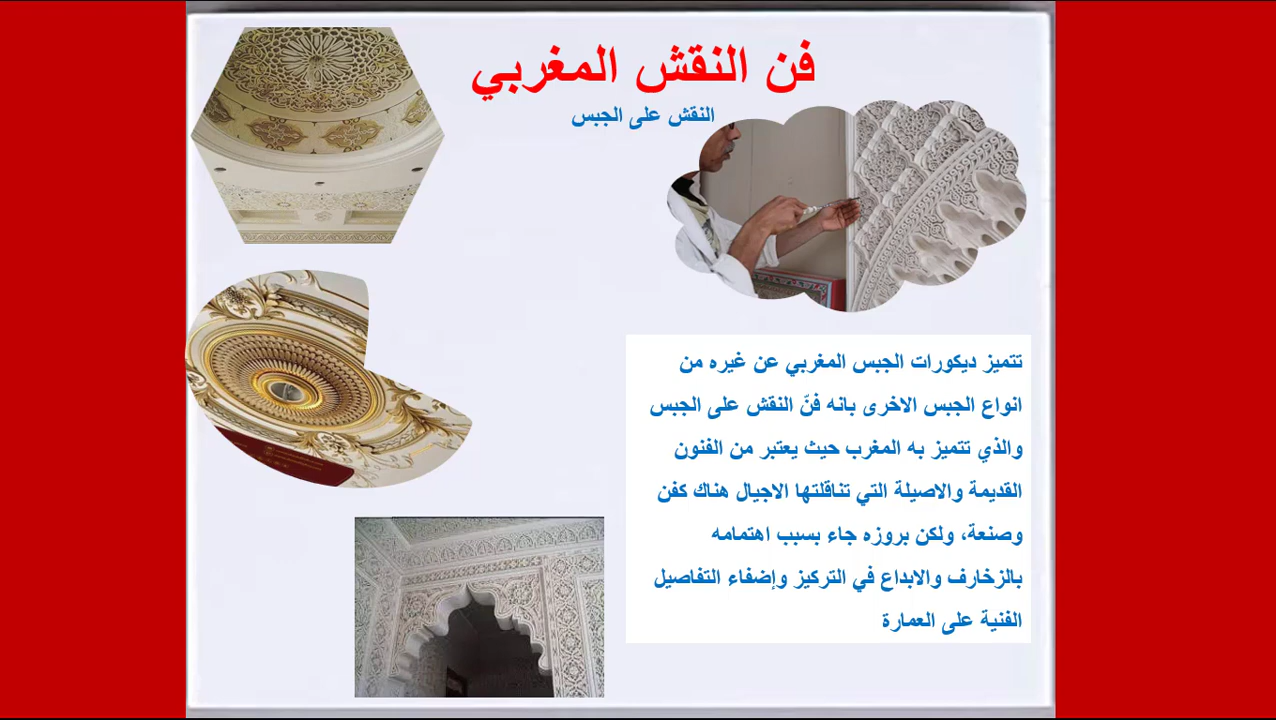 فن النقش المغربي
النقش على الجبس
تتميز ديكورات الجبس المغربي عن غيره من
انواع الجبس الاخرى بانه فنّ النقش على الجبس
والذي تتميز به المغرب حيث يعتبر من الفنون
القديمة والاصيلة التي تناقلتها الاجيال هناك كفن
وصنعة، ولكن بروزه جاء بسبب اهتمامه
بالزخارف والابداع في التركيز وإضفاء التفاصيل
الفنية على العمارة